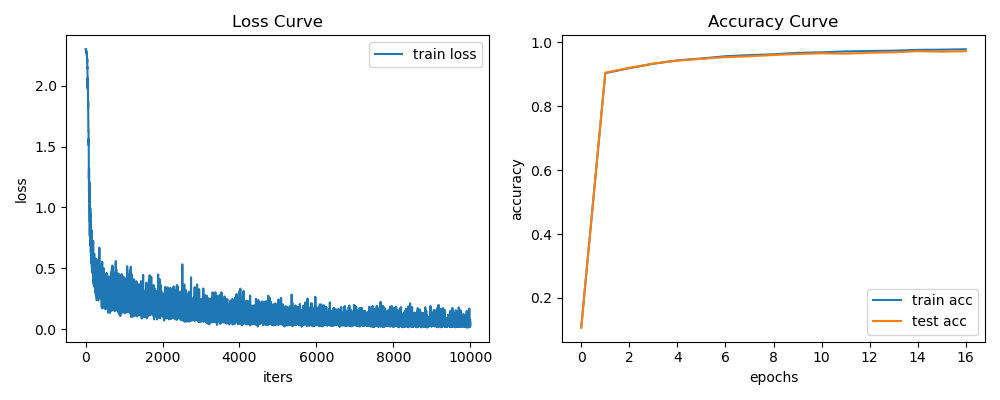 Loss Curve
train loss
loss
2.0
1.5
1.0
0.5
0.0
0 2000 4000 6000 8000 10000
iters
Accuracy Curve
accuracy
1.0
0.8
0.6
0.4
0.2
train acc
test acc
0 2 4 6 8 10 12 14 16
epochs